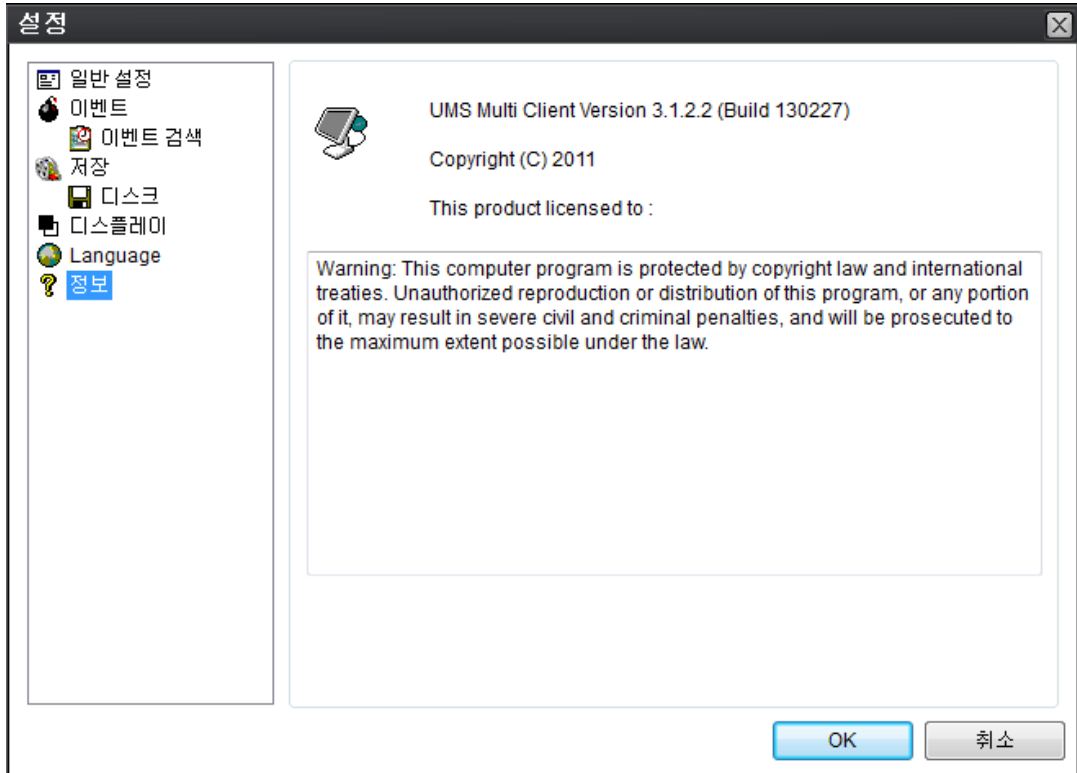 설정
일반 설정
이벤트
이벤트 검색
저장
디스크
디스플레이
Language
정보
UMS Multi Client Version 3.1.2.2 (Build 130227)
Copyright (C) 2011
This product licensed to :
Warning: This computer program is protected by copyright law and international
treaties. Unauthorized reproduction or distribution of this program, or any portion
of it, may result in severe civil and criminal penalties, and will be prosecuted to
the maximum extent possible under the law.
OK
취소